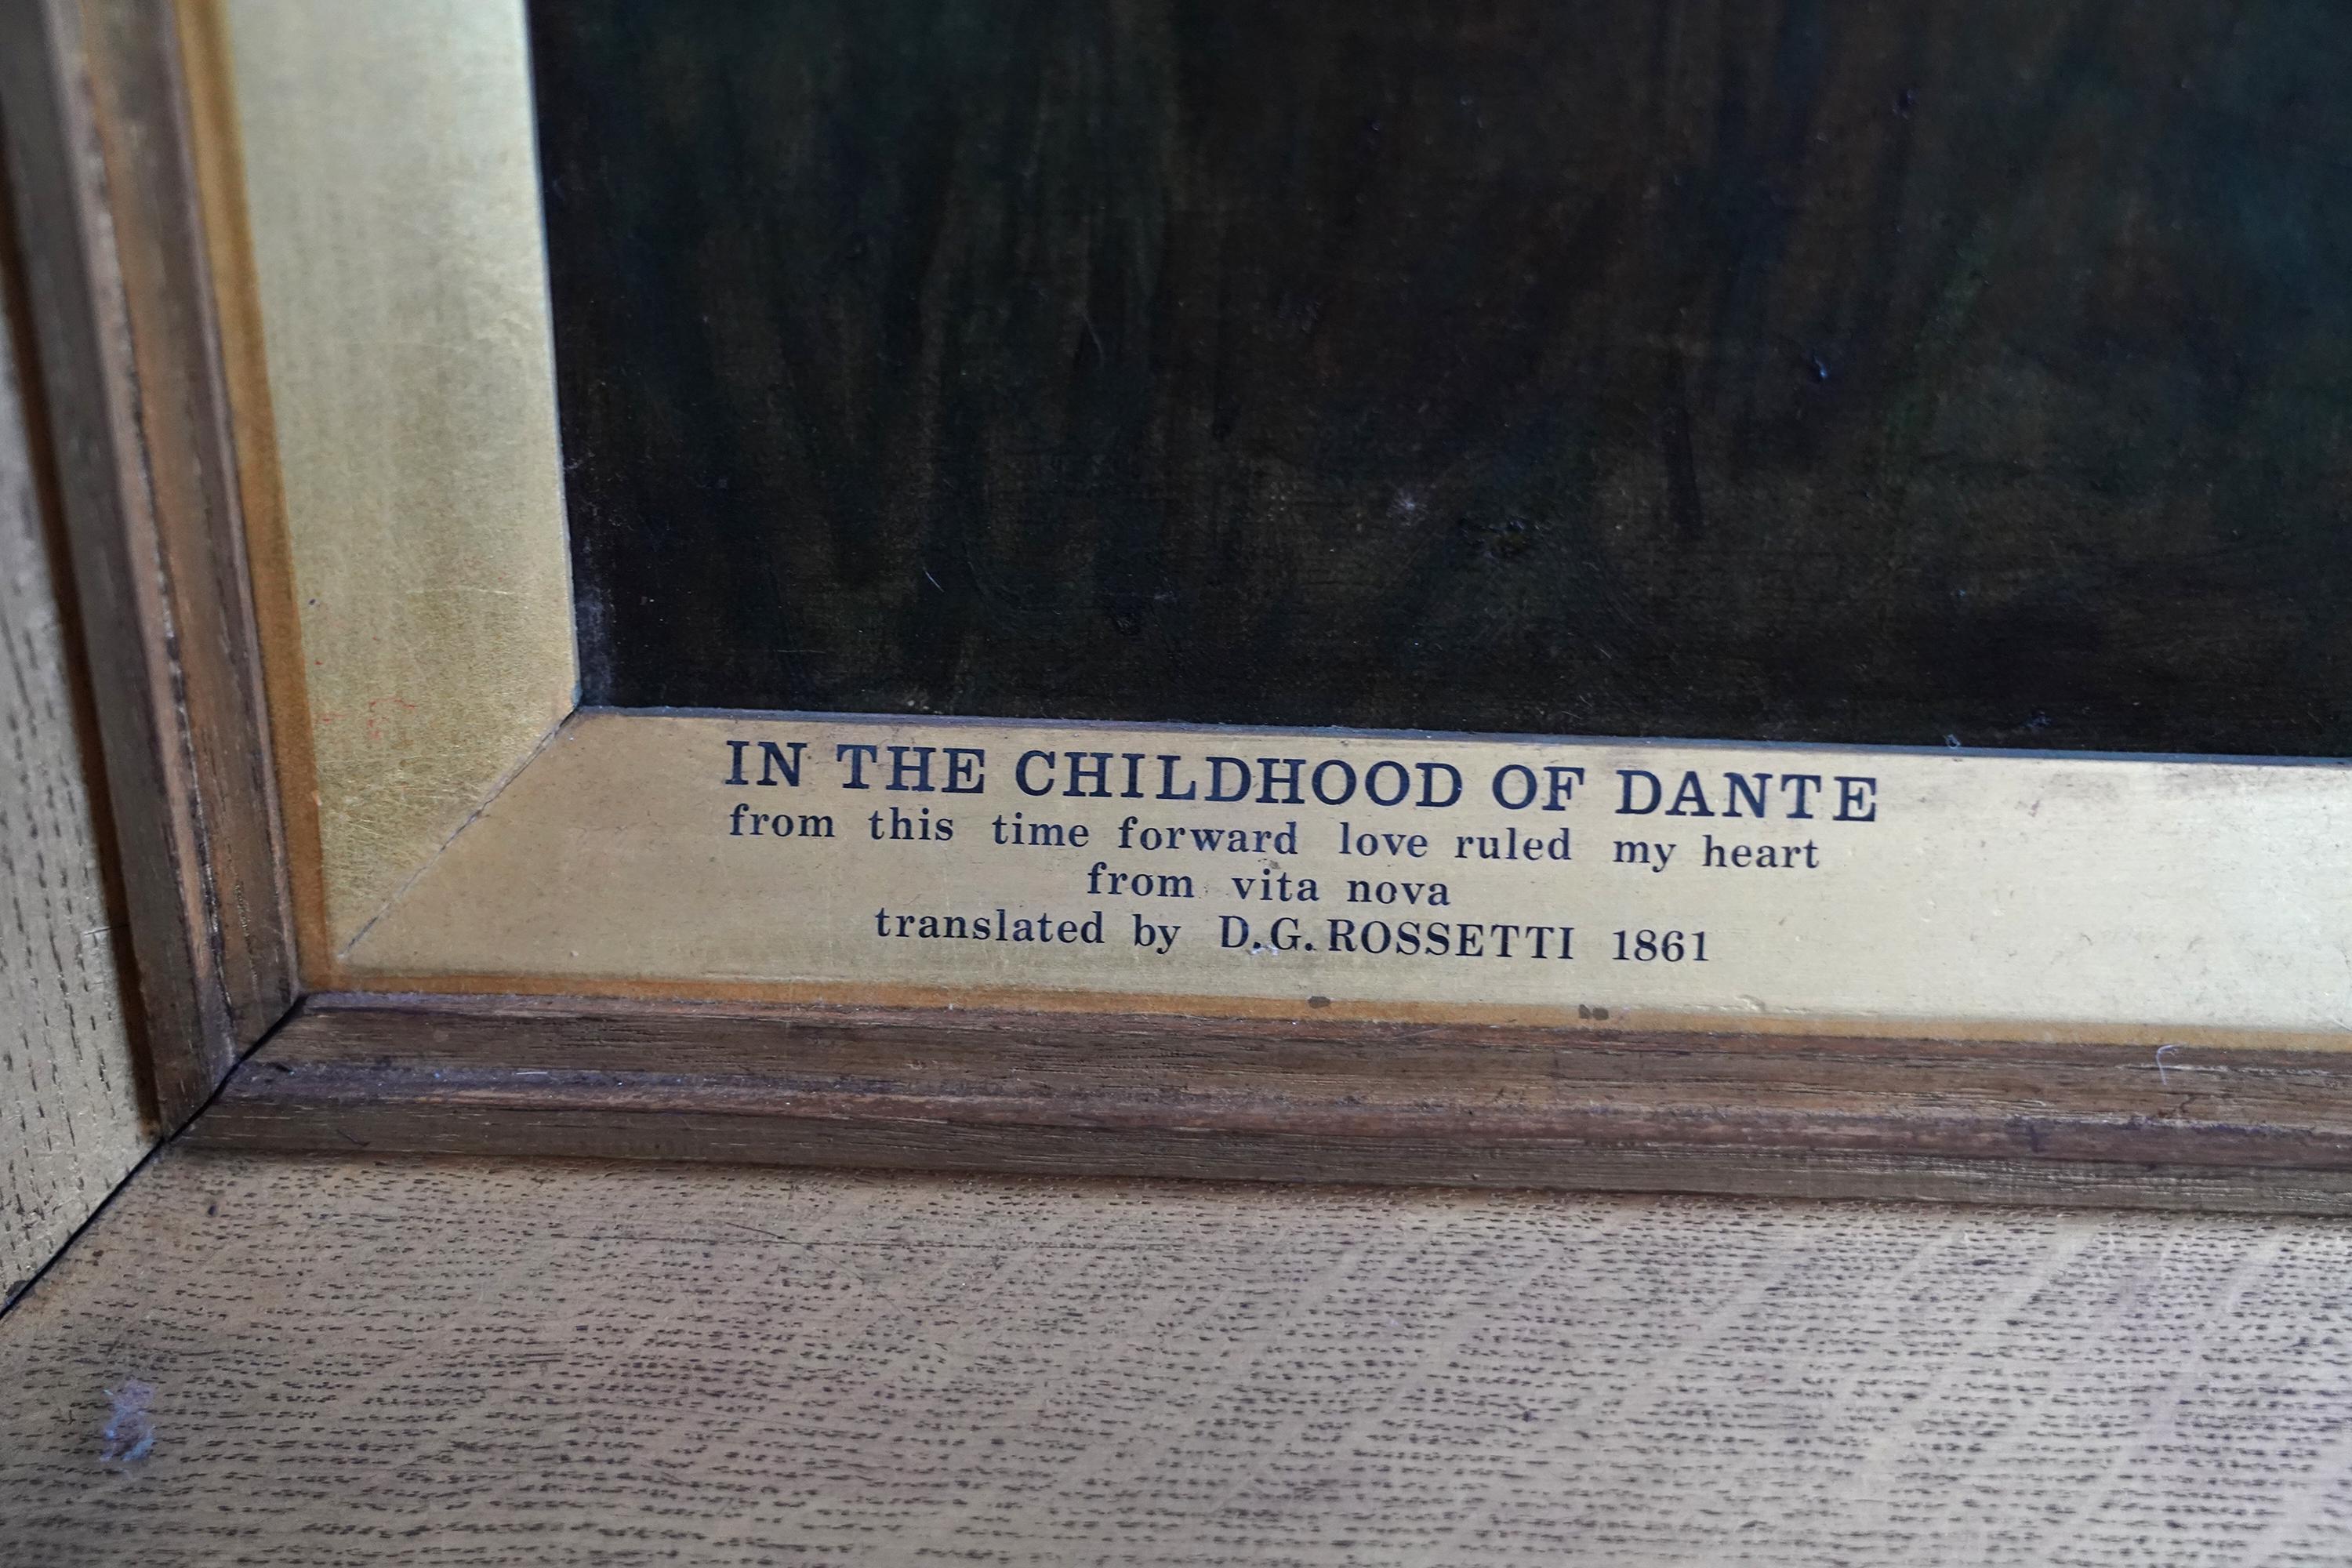 IN THE CHILDHOOD OF DANTE
from this time forward love ruled my heart
from vita nova
translated by D.G. ROSSETTI 1861